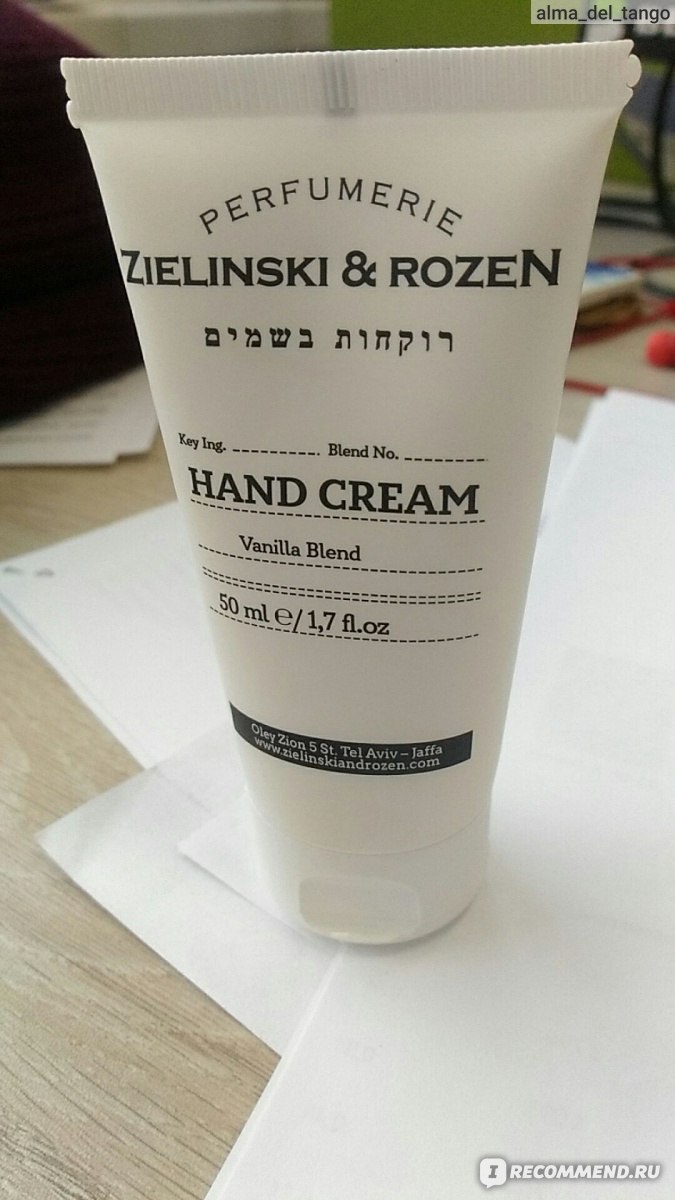 alma_del_tango
PERFUMERIE
ZIELINSKI & ROZEN
רוקחות בשמים
Key Ing. Blend No.
HAND CREAM
Vanilla Blend
50 ml ℮/ 1,7 fl.oz
Oley Zion 5 St. Tel Aviv – Jaffa
www.zielinskiandrozen.com
IRECOMMEND.RU